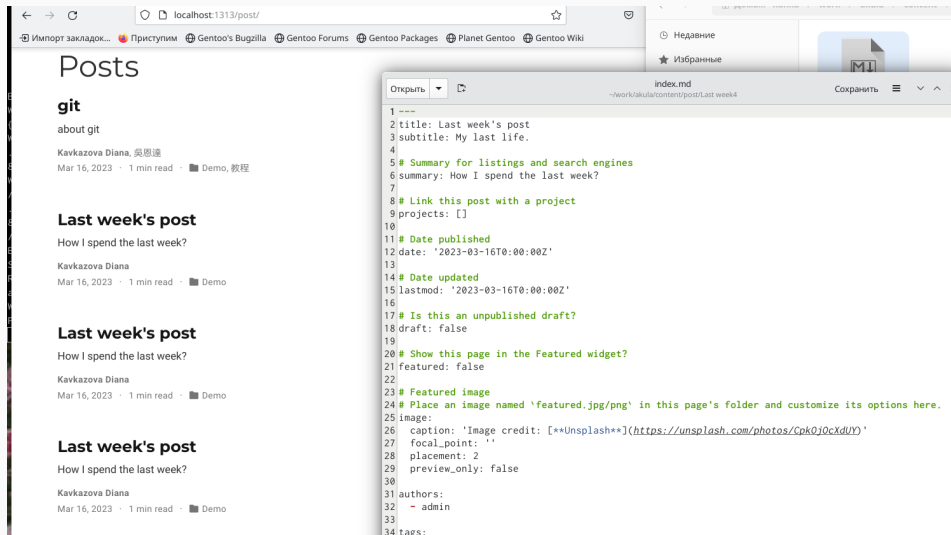 localhost:1313/post/
Импорт закладок... Приступим Gentoo's Bugzilla Gentoo Forums Gentoo Packages Planet Gentoo Gentoo Wiki
Posts
git
about git
Kavkazova Diana, 吳恩達
Mar 16, 2023 · 1 min read · Demo, 教程
Last week's post
How I spend the last week?
Kavkazova Diana
Mar 16, 2023 · 1 min read · Demo
Last week's post
How I spend the last week?
Kavkazova Diana
Mar 16, 2023 · 1 min read · Demo
Last week's post
How I spend the last week?
Kavkazova Diana
Mar 16, 2023 · 1 min read · Demo
Недавние
Избранные
Открыть
index.md
~/work/akula/content/post/Last week4
Сохранить
1 ---
2 title: Last week's post
3 subtitle: My last life.
4
5 # Summary for listings and search engines
6 summary: How I spend the last week?
7
8 # Link this post with a project
9 projects: []
10
11 # Date published
12 date: '2023-03-16T0:00:00Z'
13
14 # Date updated
15 lastmod: '2023-03-16T0:00:00Z'
16
17 # Is this an unpublished draft?
18 draft: false
19
20 # Show this page in the Featured widget?
21 featured: false
22
23 # Featured image
24 # Place an image named `featured.jpg/png` in this page's folder and customize its options here.
25 image:
26   caption: 'Image credit: [**Unsplash**](https://unsplash.com/photos/CpkOjOcXdUY)'
27   focal_point: ''
28   placement: 2
29   preview_only: false
30
31 authors:
32   - admin
33
34 tags: